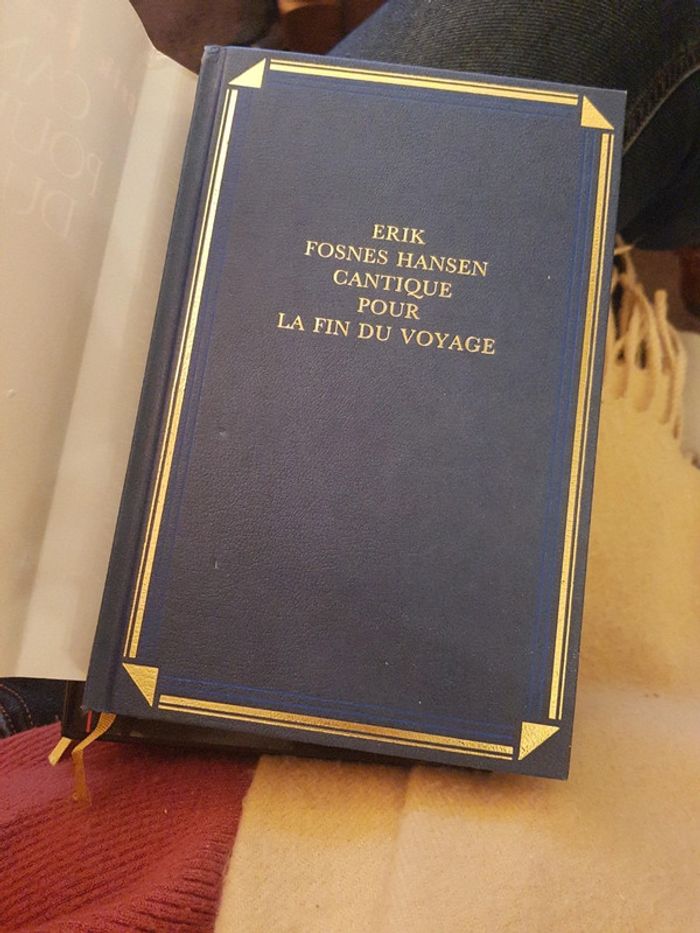 ERIK
FOSNES HANSEN
CANTIQUE
POUR
LA FIN DU VOYAGE